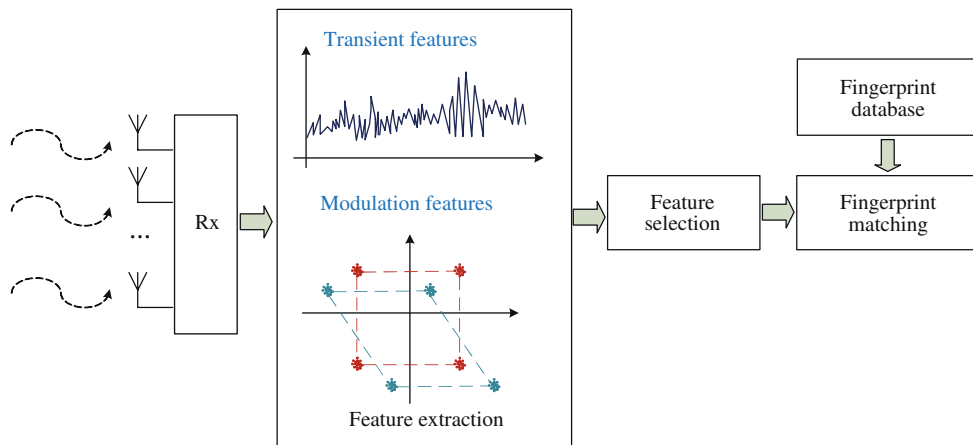 Transient features
Fingerprint
database
Rx
Modulation features
Feature
selection
Fingerprint
matching
...
Feature extraction